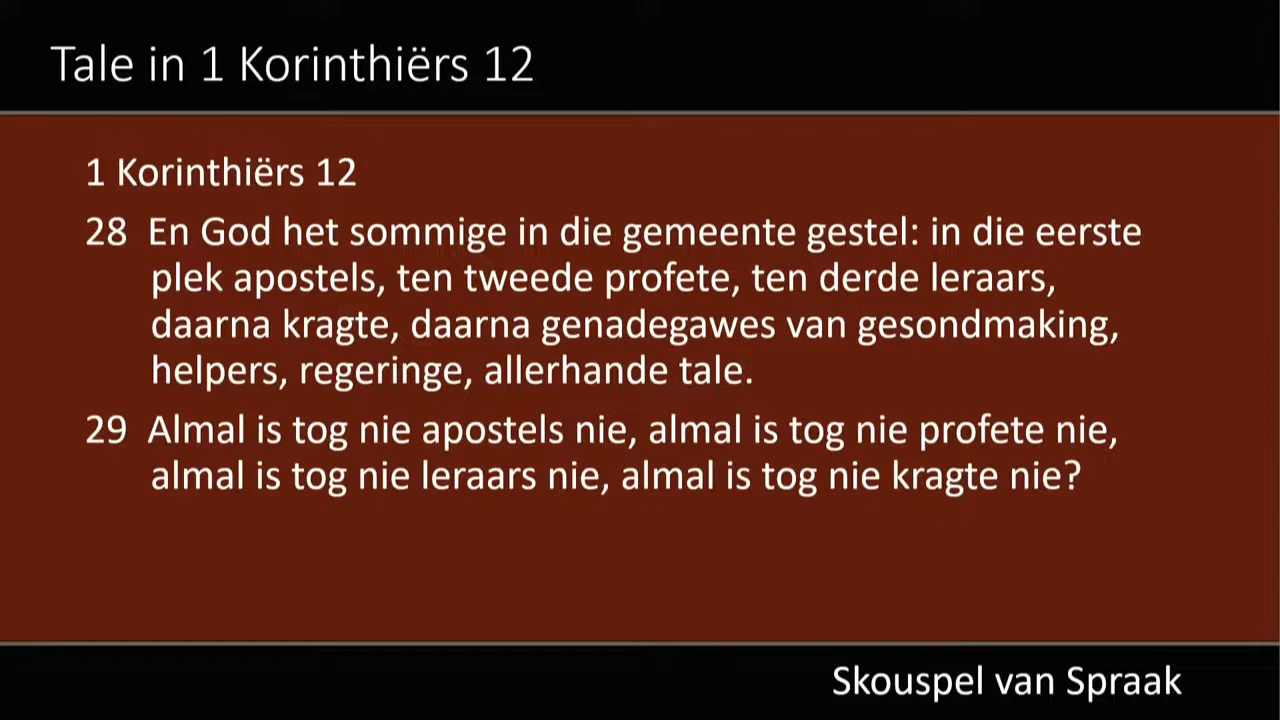 Tale in 1 Korinthiërs 12
1 Korinthiërs 12
28 En God het sommige in die gemeente gestel: in die eerste
plek apostels, ten tweede profete, ten derde leraars,
daarna kragte, daarna genadegawes van gesondmaking,
helpers, regeringe, allerhande tale.
29 Almal is tog nie apostels nie, almal is tog nie profete nie,
almal is tog nie leraars nie, almal is tog nie kragte nie?
Skouspel van Spraak